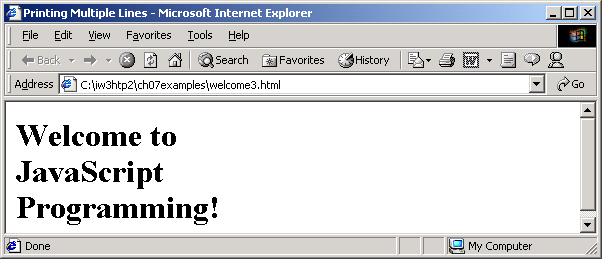 Printing Multiple Lines - Microsoft Internet Explorer
File Edit View Favorites Tools Help
Back Search Favorites History
Address C:\iw3htp2\ch07examples\welcome3.html Go
Welcome to
JavaScript
Programming!
Done My Computer